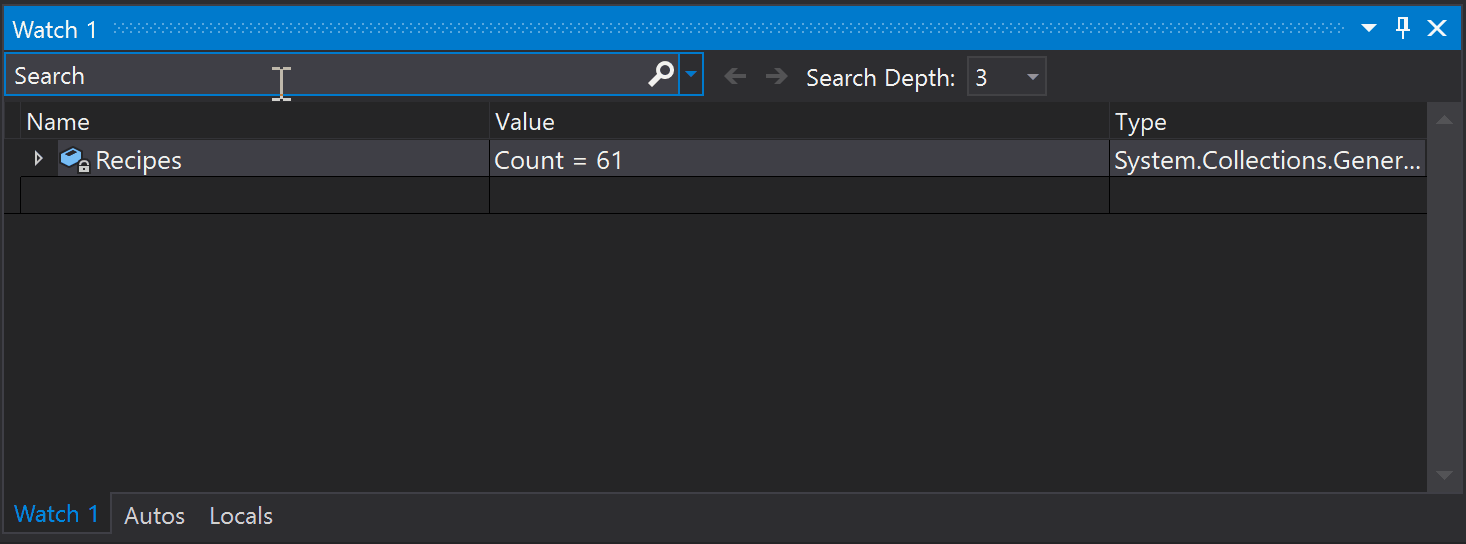 Watch 1
Search Search Depth: 3
Name Value Type
Recipes Count = 61 System.Collections.Gener...
Watch 1 Autos Locals